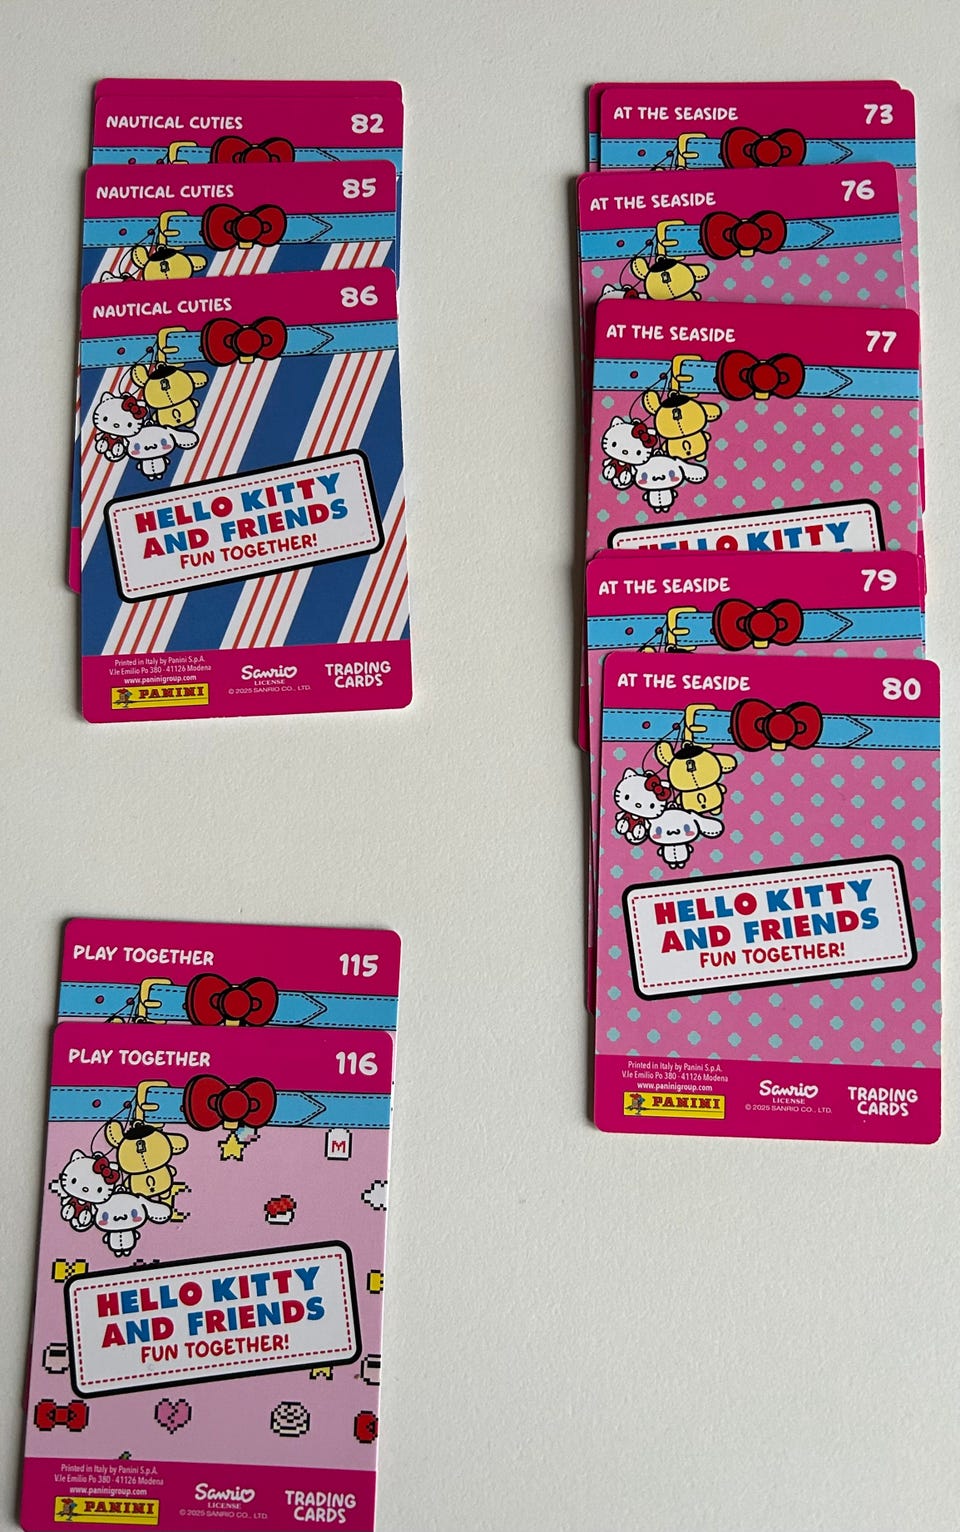 NAUTICAL CUTIES 82
NAUTICAL CUTIES 85
NAUTICAL CUTIES 86
HELLO KITTY
AND FRIENDS
FUN TOGETHER!
Printed in Italy by Panini S.p.A.
V.le Emilio Po 380 - 41126 Modena
www.paninigroup.com
PANINI
Sanrio
LICENSE
© 2025 SANRIO CO., LTD.
TRADING
CARDS
AT THE SEASIDE 73
AT THE SEASIDE 76
AT THE SEASIDE 77
HELLO KITTY
AT THE SEASIDE 79
AT THE SEASIDE 80
HELLO KITTY
AND FRIENDS
FUN TOGETHER!
Printed in Italy by Panini S.p.A.
V.le Emilio Po 380 - 41126 Modena
www.paninigroup.com
PANINI
Sanrio
LICENSE
© 2025 SANRIO CO., LTD.
TRADING
CARDS
PLAY TOGETHER 115
PLAY TOGETHER 116
M
HELLO KITTY
AND FRIENDS
FUN TOGETHER!
Printed in Italy by Panini S.p.A.
V.le Emilio Po 380 - 41126 Modena
www.paninigroup.com
PANINI
Sanrio
LICENSE
© 2025 SANRIO CO., LTD.
TRADING
CARDS